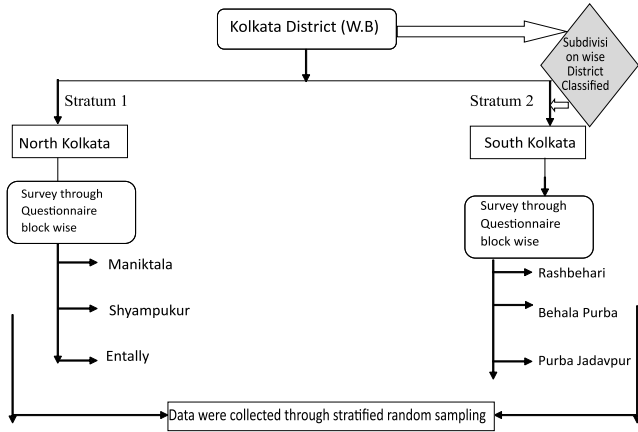 Kolkata District (W.B)
Subdivisi
on wise
District
Classified
Stratum 1
Stratum 2
North Kolkata
South Kolkata
Survey through
Questionnaire
block wise
Survey through
Questionnaire
block wise
Maniktala
Shyampukur
Entally
Rashbehari
Behala Purba
Purba Jadavpur
Data were collected through stratified random sampling